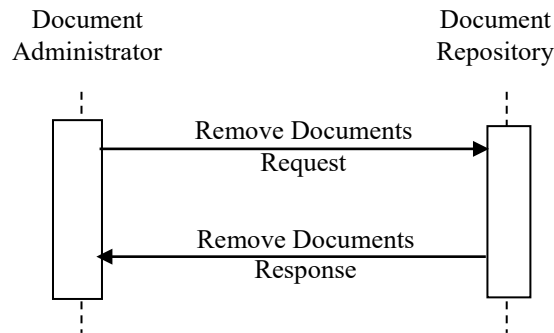 Document
Administrator
Document
Repository
Remove Documents
Request
Remove Documents
Response